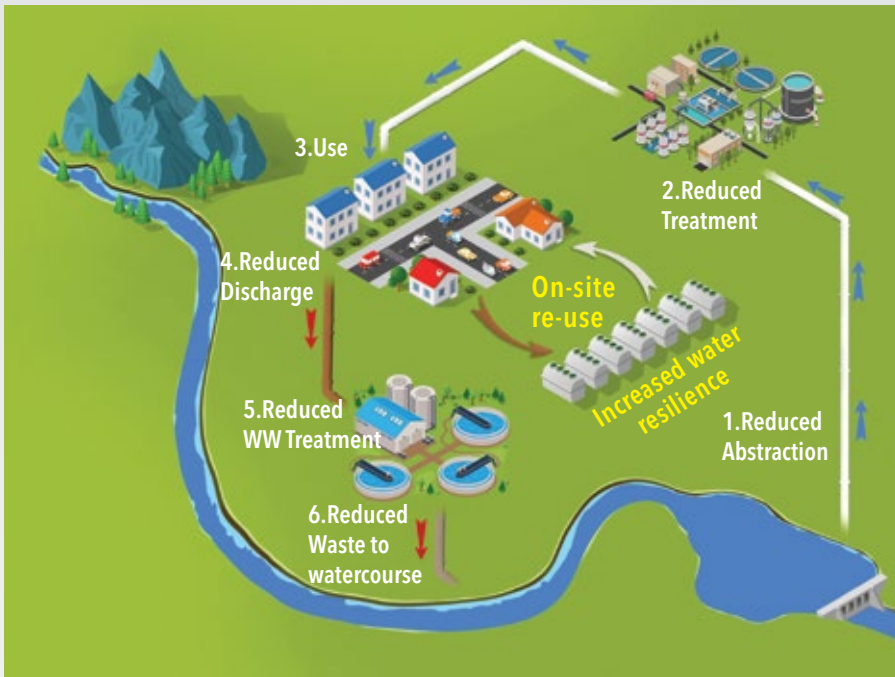 3.Use
2.Reduced
Treatment
4.Reduced
Discharge
On-site
re-use
Increased water
resilience
1.Reduced
Abstraction
5.Reduced
WW Treatment
6.Reduced
Waste to
watercourse